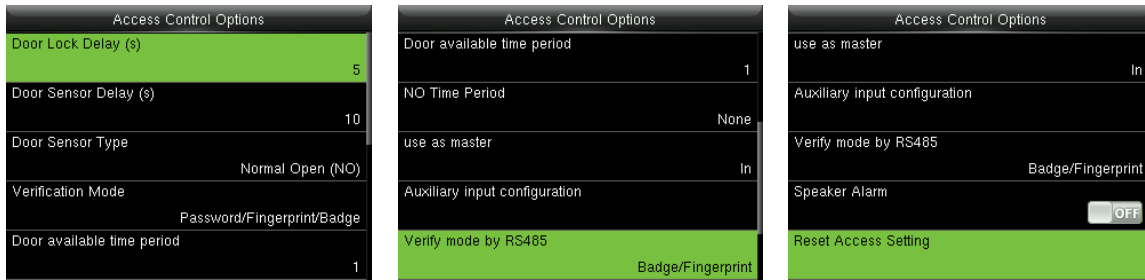 Access Control Options
Door Lock Delay (s)
5
Door Sensor Delay (s)
10
Door Sensor Type
Normal Open (NO)
Verification Mode
Password/Fingerprint/Badge
Door available time period
1
Access Control Options
Door available time period
1
NO Time Period
None
use as master
In
Auxiliary input configuration
Verify mode by RS485
Badge/Fingerprint
Access Control Options
use as master
In
Auxiliary input configuration
Verify mode by RS485
Badge/Fingerprint
Speaker Alarm
OFF
Reset Access Setting